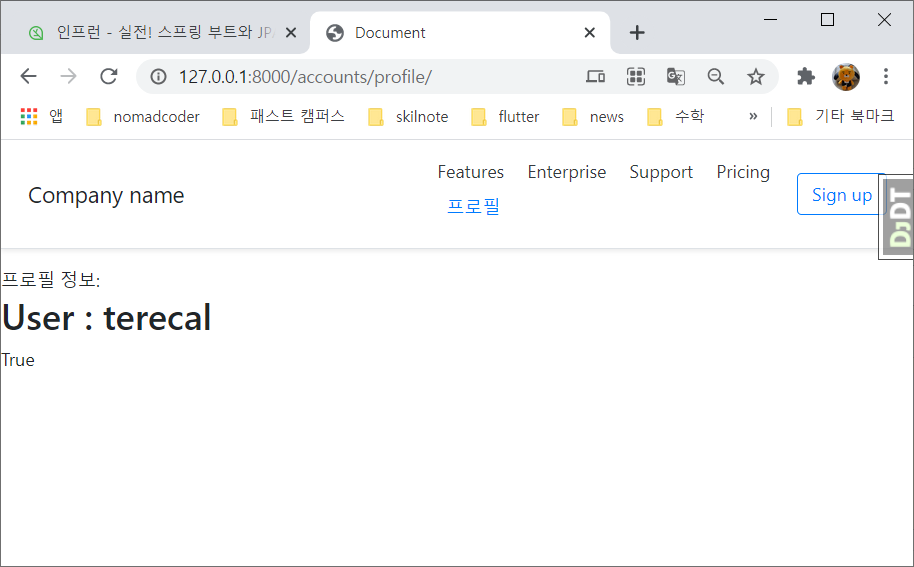 인프런 - 실전! 스프링 부트와 JPA
Document
127.0.0.1:8000/accounts/profile/
앱 nomadcoder 패스트 캠퍼스 skilnote flutter news 수학 » 기타 북마크
Features Enterprise Support Pricing
Company name
Sign up
프로필
DJDT
프로필 정보:
User : terecal
True